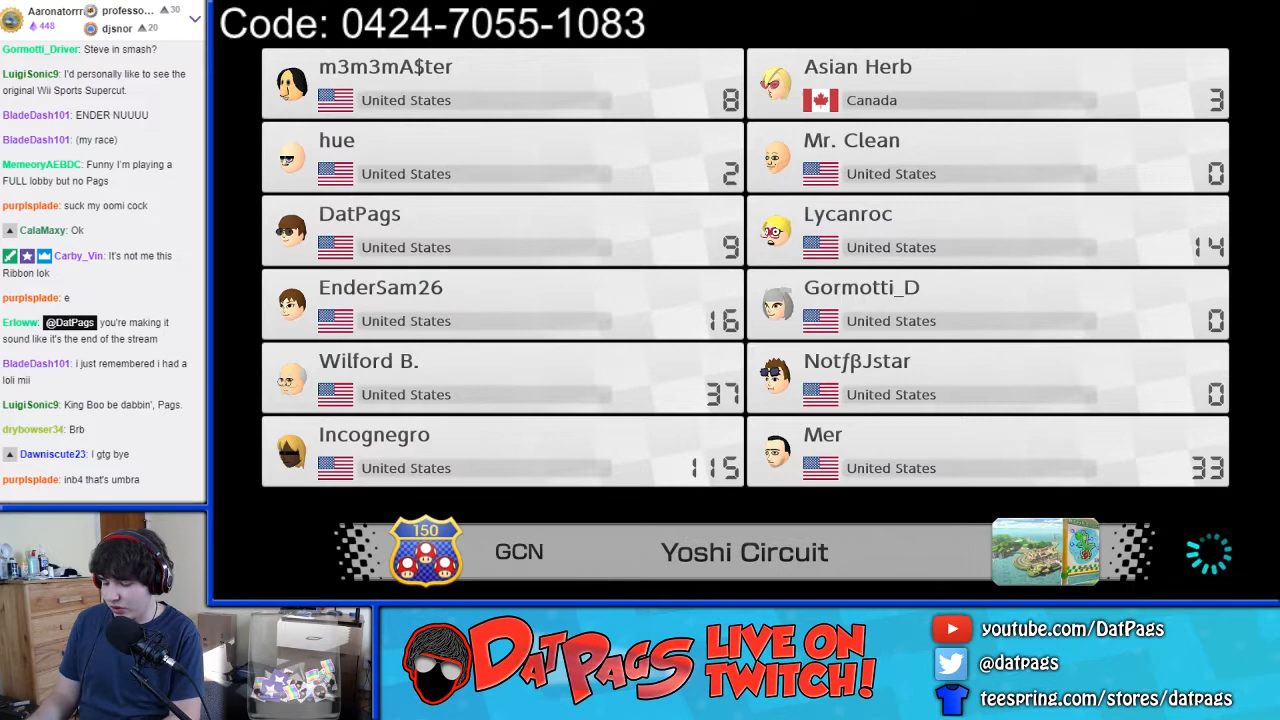 Aaronatorrr
448
professo... 30
djsnor 20
Gormotti_Driver: Steve in smash?
LuigiSonic9: I'd personally like to see the
original Wii Sports Supercut.
BladeDash101: ENDER NUUUU
BladeDash101: (my race)
MemeoryAEBDC: Funny I'm playing a
FULL lobby but no Pags
purplsplade: suck my oomi cock
CalaMaxy: Ok
Carby_Vin: It's not me this
Ribbon lok
purplsplade: e
Erloww: @DatPags you're making it
sound like it's the end of the stream
BladeDash101: i just remembered i had a
loli mii
LuigiSonic9: King Boo be dabbin', Pags.
drybowser34: Brb
Dawniscute23: I gtg bye
purplsplade: inb4 that's umbra
Code: 0424-7055-1083
m3m3mA$ter
United States 8
Asian Herb
Canada 3
hue
United States 2
Mr. Clean
United States 0
DatPags
United States 9
Lycanroc
United States 14
EnderSam26
United States 16
Gormotti_D
United States 0
Wilford B.
United States 37
NotƒβJstar
United States 0
Incognegro
United States 115
Mer
United States 33
150 GCN Yoshi Circuit
DATPAGS LIVE ON
TWITCH!
youtube.com/DatPags
@datpags
teespring.com/stores/datpags